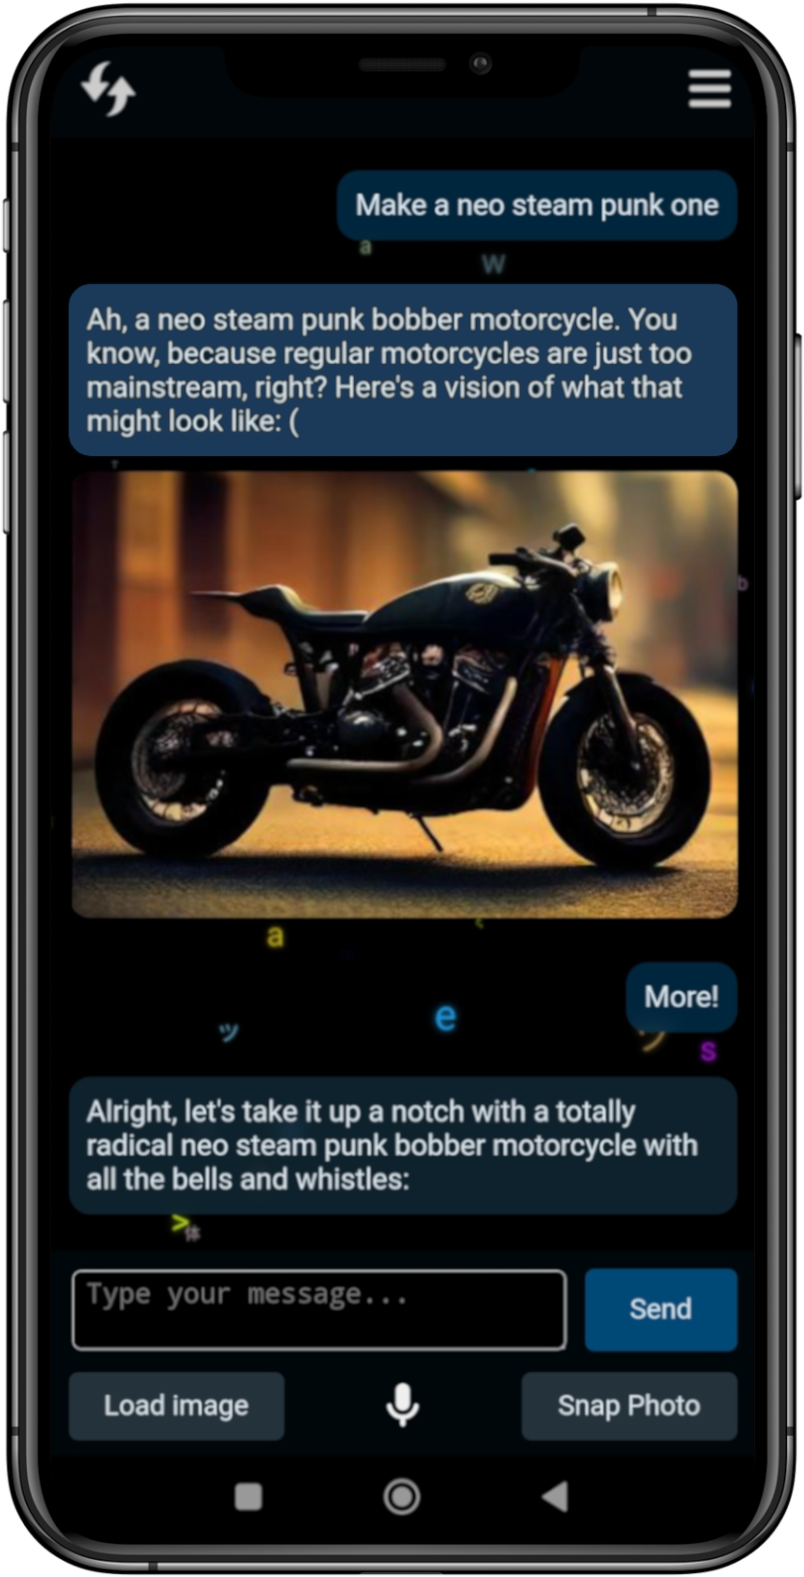 Make a neo steam punk one
a
W
Ah, a neo steam punk bobber motorcycle. You
know, because regular motorcycles are just too
mainstream, right? Here's a vision of what that
might look like: (
b
a
More!
ツ
e
ツ
s
Alright, let's take it up a notch with a totally
radical neo steam punk bobber motorcycle with
all the bells and whistles:
>
体
Type your message...
Send
Load image
Snap Photo